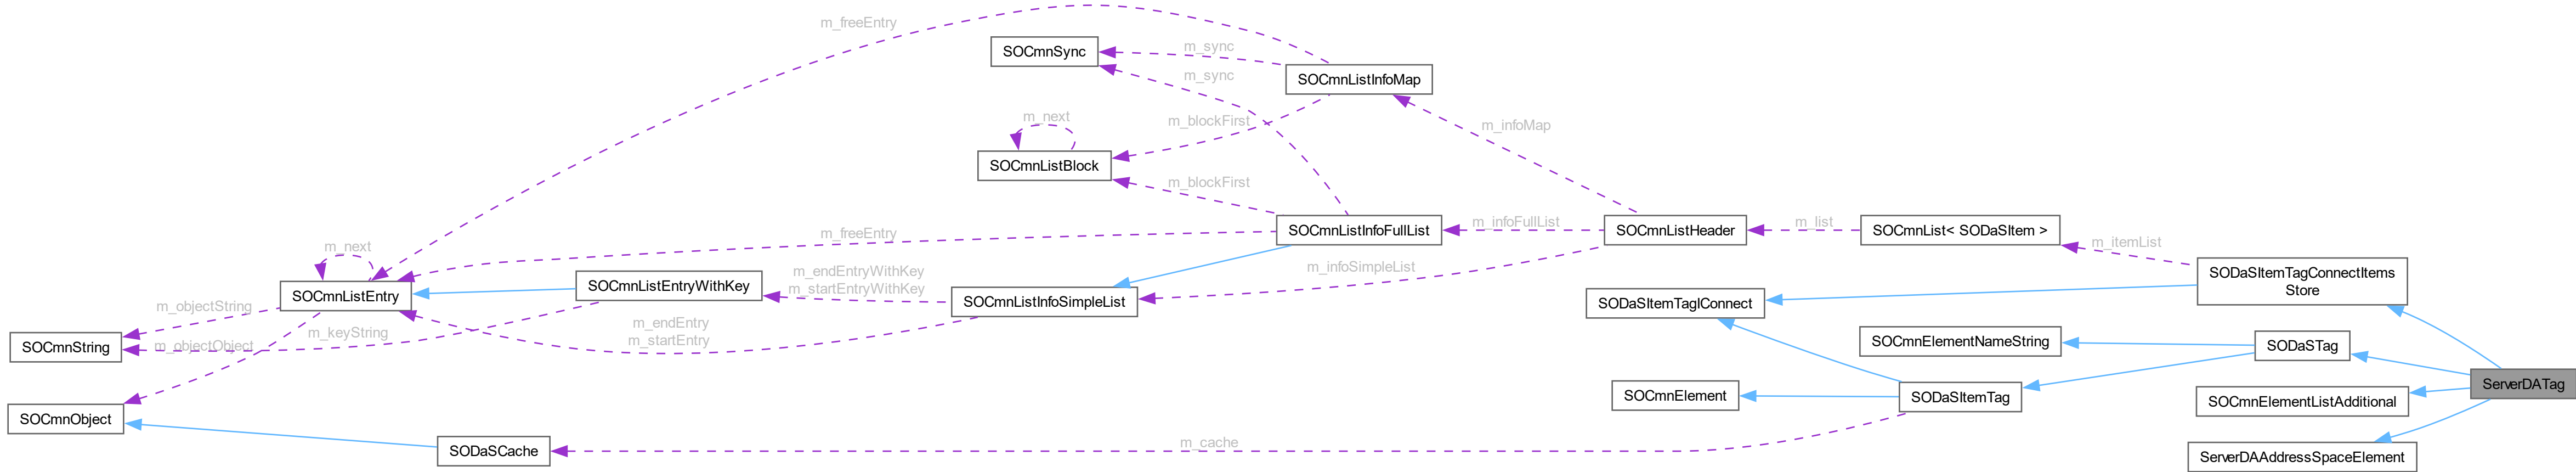 m_freeEntry
SOCmnSync
m_sync
m_sync
SOCmnListInfoMap
m_next
m_blockFirst
m_infoMap
SOCmnListBlock
m_blockFirst
m_next
m_freeEntry
SOCmnListInfoFullList
m_infoFullList
SOCmnListHeader
m_list
SOCmnList< SODaSItem >
m_itemList
m_infoSimpleList
SOCmnListEntry
SOCmnListEntryWithKey
m_endEntryWithKey
m_startEntryWithKey
SOCmnListInfoSimpleList
SODaSItemTagIConnect
SODaSItemTagConnectItems
Store
m_objectString
m_keyString
m_endEntry
m_startEntry
SOCmnString
m_objectObject
SOCmnElementNameString
SODaSTag
ServerDATag
SOCmnElement
SODaSItemTag
SOCmnElementListAdditional
SOCmnObject
SODaSCache
m_cache
ServerDAAddressSpaceElement